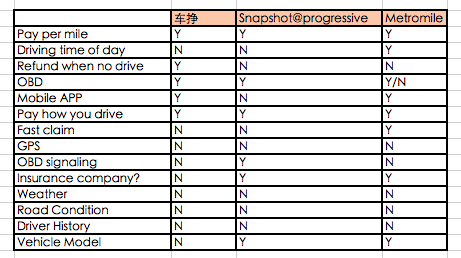 车挣 Snapshot@progressive Metromile
Pay per mile Y Y Y
Driving time of day N N Y
Refund when no drive Y N N
OBD Y Y Y/N
Mobile APP Y N Y
Pay how you drive Y Y Y
Fast claim N N Y
GPS N N N
OBD signaling N Y N
Insurance company? N Y Y
Weather N N N
Road Condition N N N
Driver History N N N
Vehicle Model N Y Y